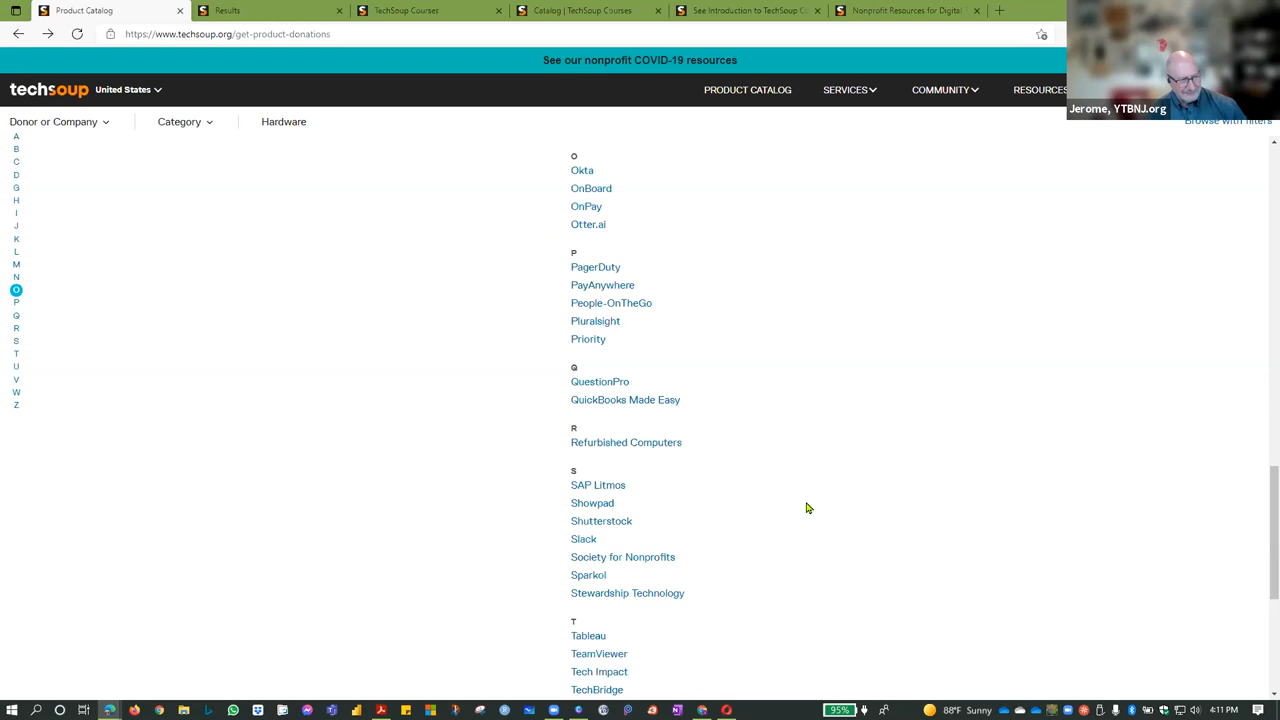 Product Catalog
Results
TechSoup Courses
Catalog | TechSoup Courses
See Introduction to TechSoup Co
Nonprofit Resources for Digital
https://www.techsoup.org/get-product-donations
See our nonprofit COVID-19 resources
techsoup United States PRODUCT CATALOG SERVICES COMMUNITY RESOURCES
Jerome, YTBNJ.org
Donor or Company Category Hardware Browse with filters
A
B
C
D
G
H
I
J
K
L
M
N
O
P
Q
R
S
T
U
V
W
Z
O
Okta
OnBoard
OnPay
Otter.ai
P
PagerDuty
PayAnywhere
People-OnTheGo
Pluralsight
Priority
Q
QuestionPro
QuickBooks Made Easy
R
Refurbished Computers
S
SAP Litmos
Showpad
Shutterstock
Slack
Society for Nonprofits
Sparkol
Stewardship Technology
T
Tableau
TeamViewer
Tech Impact
TechBridge
95% 88°F Sunny 4:11 PM